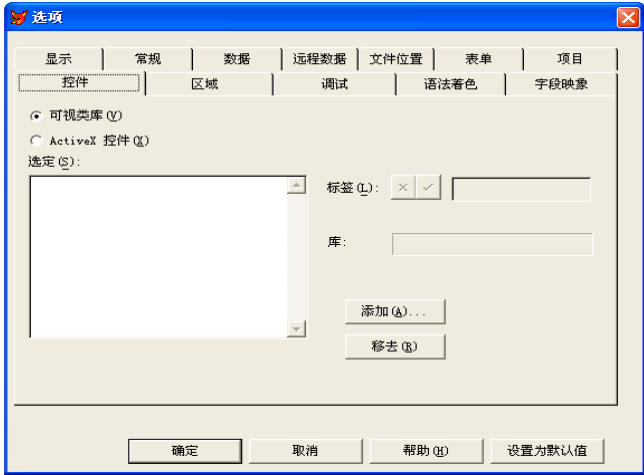 选项
显示 常规 数据 远程数据 文件位置 表单 项目
控件 区域 调试 语法着色 字段映象
可视类库(V)
ActiveX 控件(X)
选定(S):
标签(L):
库:
添加(A)...
移去(R)
确定 取消 帮助(H) 设置为默认值